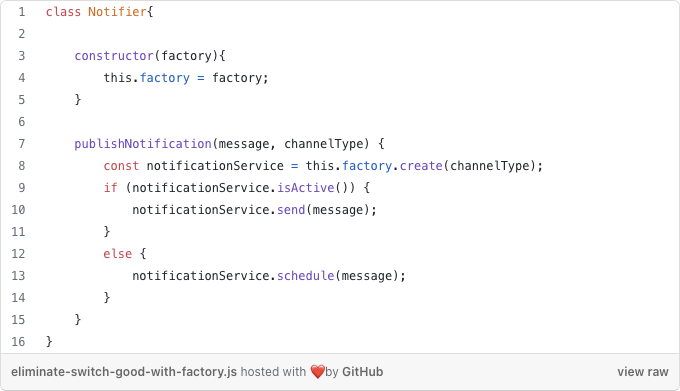 1 class Notifier{
2
3     constructor(factory){
4         this.factory = factory;
5     }
6
7     publishNotification(message, channelType) {
8         const notificationService = this.factory.create(channelType);
9         if (notificationService.isActive()) {
10             notificationService.send(message);
11         }
12         else {
13             notificationService.schedule(message);
14         }
15     }
16 }
eliminate-switch-good-with-factory.js hosted with ❤️by GitHub view raw